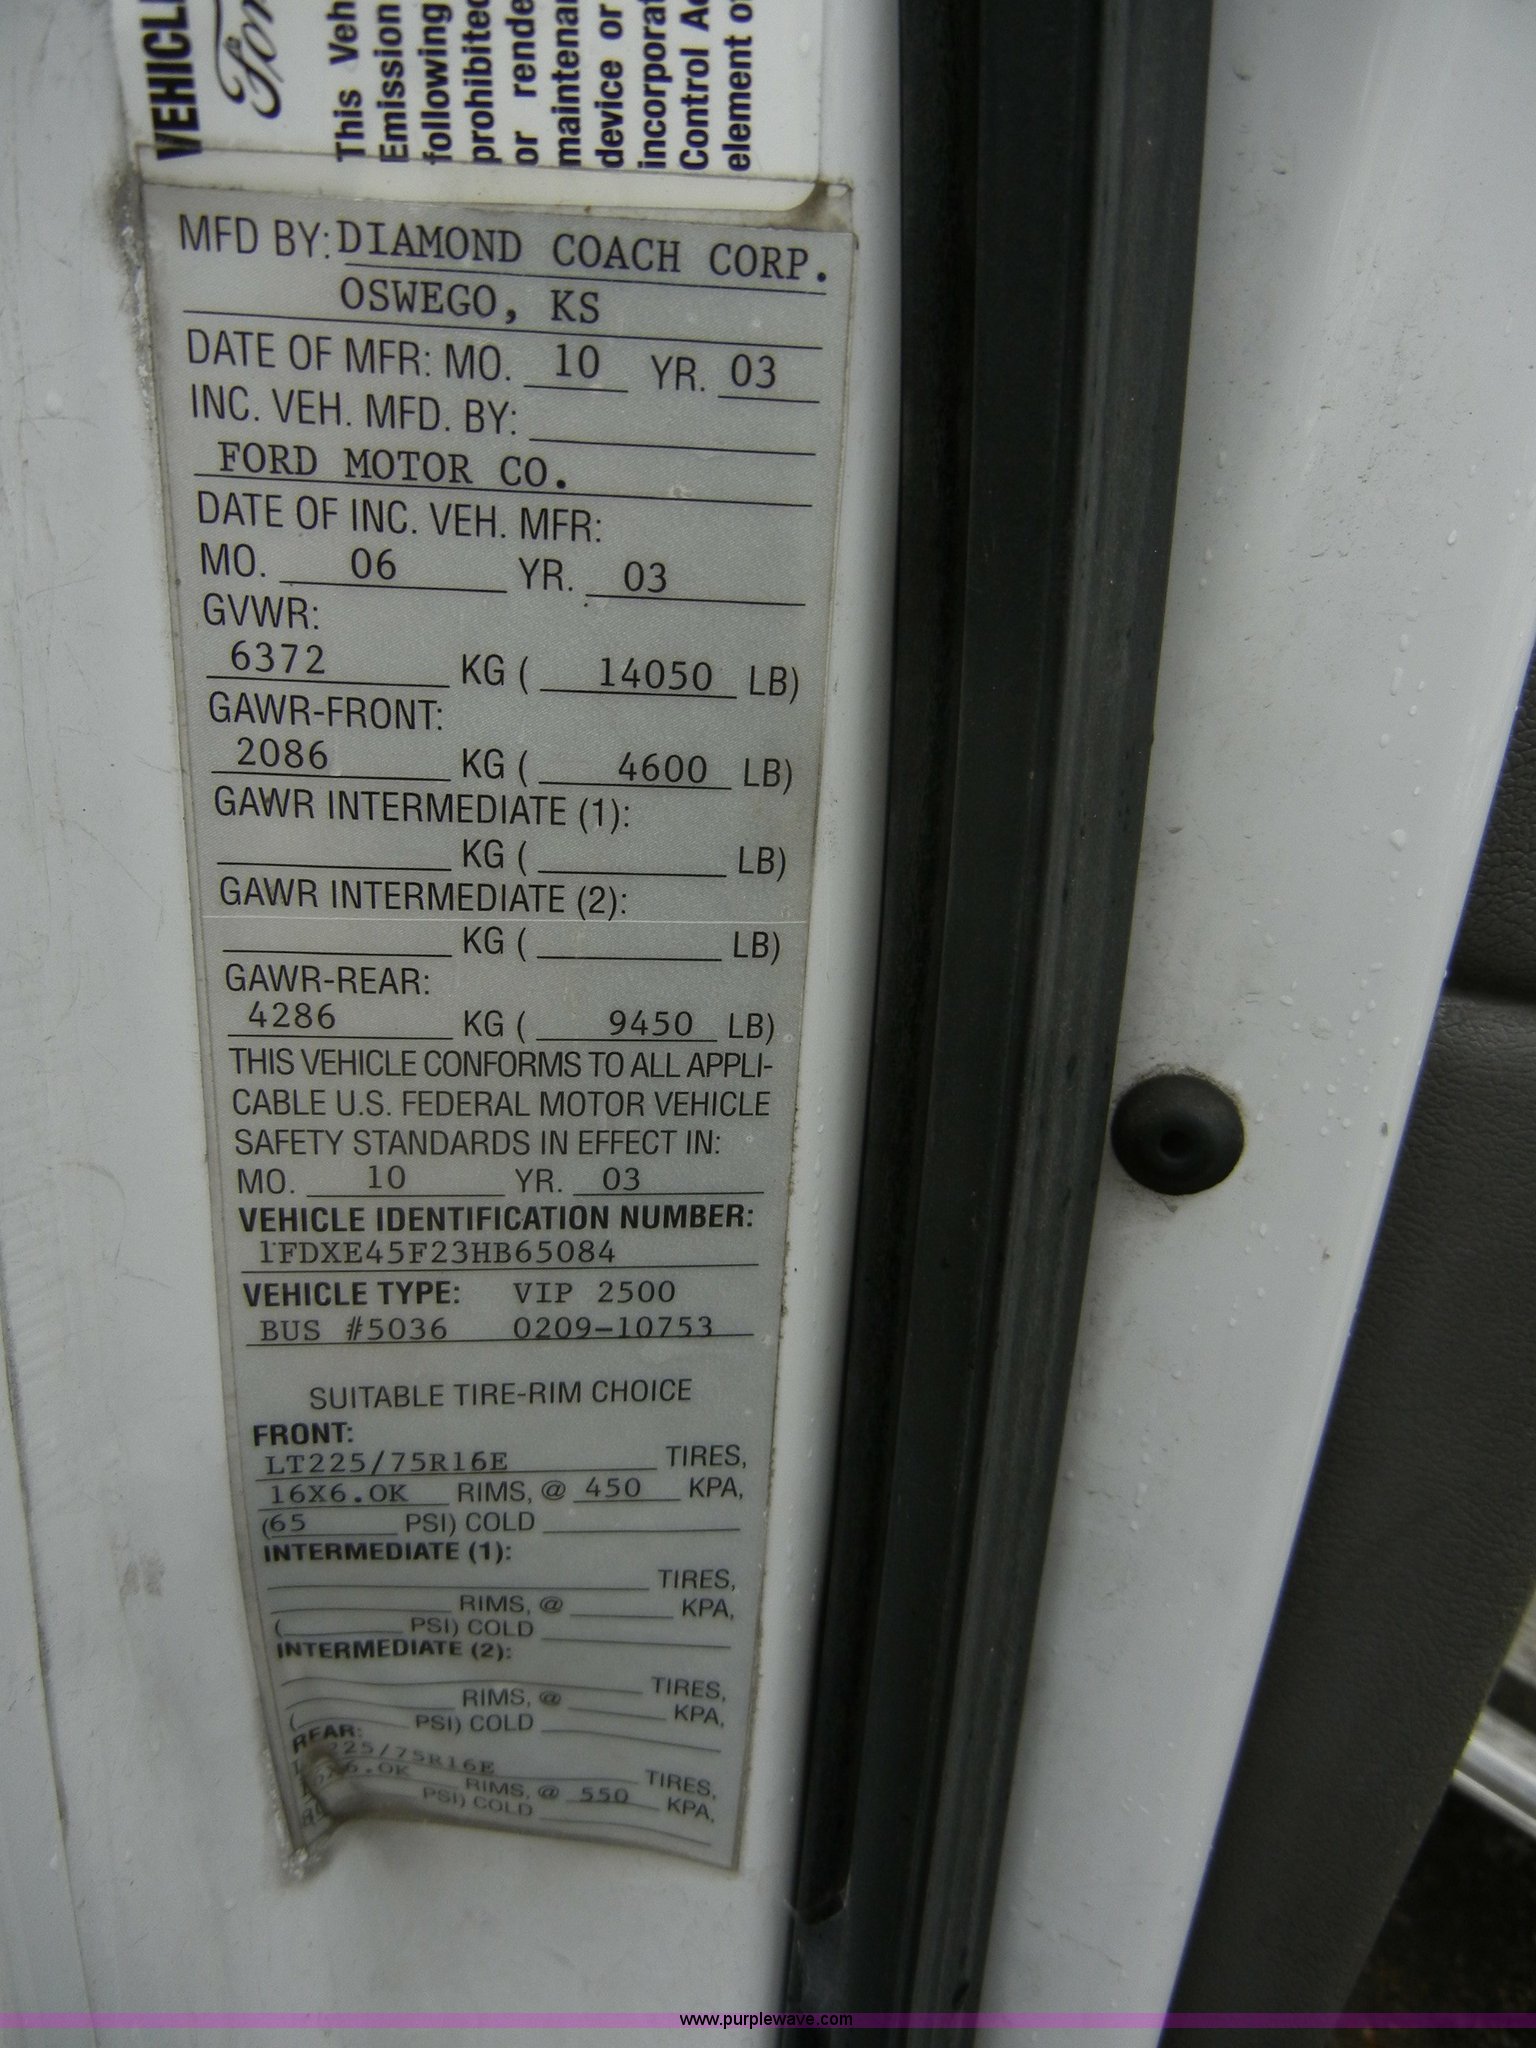 VEHICL
Ford
This Veh
Emission
following
prohibited
or rende
maintenan
device or
incorporat
Control Ac
element o
MFD BY: DIAMOND COACH CORP.
OSWEGO, KS
DATE OF MFR: MO. 10 YR. 03
INC. VEH. MFD. BY:
FORD MOTOR CO.
DATE OF INC. VEH. MFR:
MO. 06 YR. 03
GVWR:
6372 KG ( 14050 LB)
GAWR-FRONT:
2086 KG ( 4600 LB)
GAWR INTERMEDIATE (1):
KG ( LB)
GAWR INTERMEDIATE (2):
KG ( LB)
GAWR-REAR:
4286 KG ( 9450 LB)
THIS VEHICLE CONFORMS TO ALL APPLI-
CABLE U.S. FEDERAL MOTOR VEHICLE
SAFETY STANDARDS IN EFFECT IN:
MO. 10 YR. 03
VEHICLE IDENTIFICATION NUMBER:
1FDXE45F23HB65084
VEHICLE TYPE: VIP 2500
BUS #5036 0209-10753
SUITABLE TIRE-RIM CHOICE
FRONT:
LT225/75R16E TIRES,
16X6.0K RIMS, @ 450 KPA,
(65 PSI) COLD
INTERMEDIATE (1):
TIRES,
RIMS, @ KPA,
( PSI) COLD
INTERMEDIATE (2):
TIRES,
RIMS, @ KPA,
( PSI) COLD
REAR:
225/75R16E TIRES,
X6.0K RIMS, @ 550 KPA,
PSI) COLD
www.purplewave.com